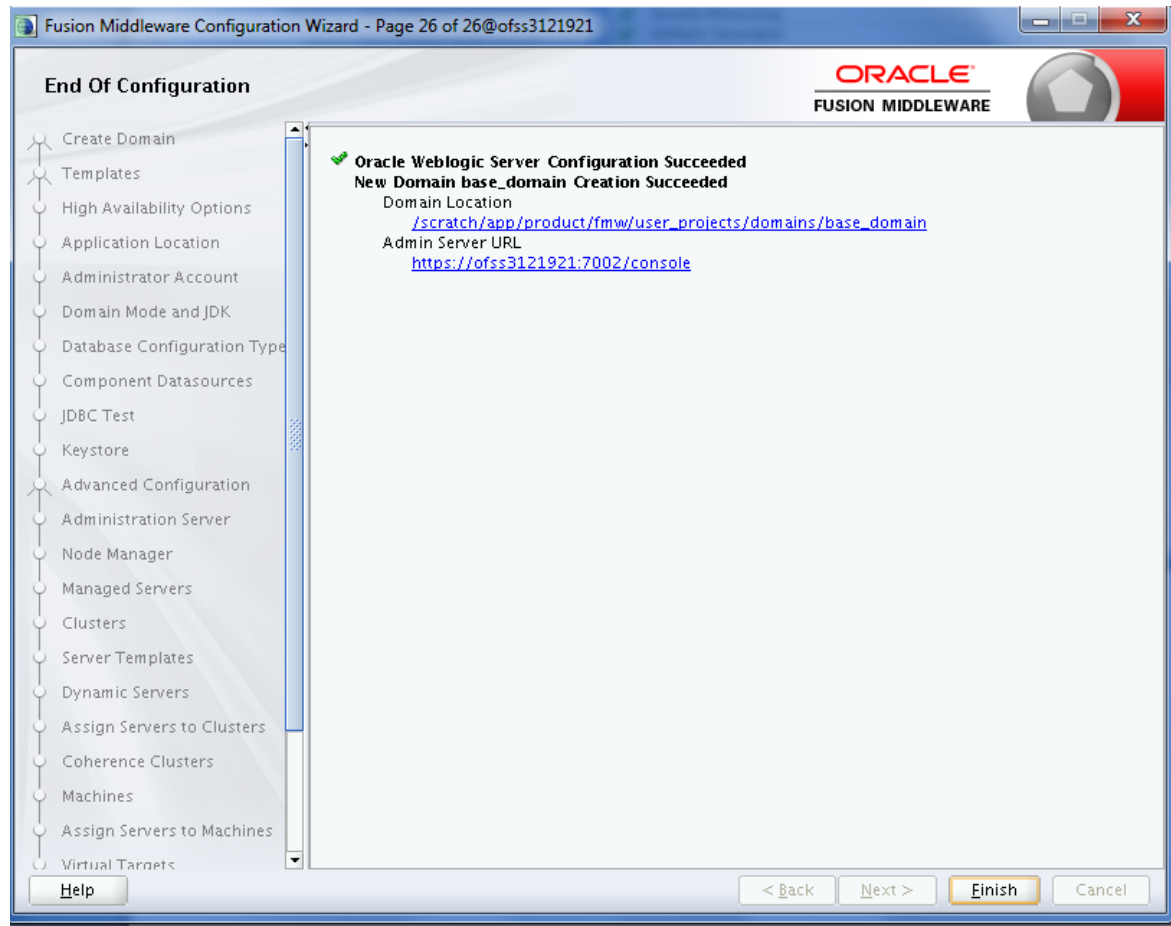 Fusion Middleware Configuration Wizard - Page 26 of 26@ofss3121921
End Of Configuration
ORACLE
FUSION MIDDLEWARE
Create Domain
Templates
High Availability Options
Application Location
Administrator Account
Domain Mode and JDK
Database Configuration Type
Component Datasources
JDBC Test
Keystore
Advanced Configuration
Administration Server
Node Manager
Managed Servers
Clusters
Server Templates
Dynamic Servers
Assign Servers to Clusters
Coherence Clusters
Machines
Assign Servers to Machines
Virtual Targets
Oracle Weblogic Server Configuration Succeeded
New Domain base_domain Creation Succeeded
Domain Location
/scratch/app/product/fmw/user_projects/domains/base_domain
Admin Server URL
https://ofss3121921:7002/console
Help
< Back
Next >
Finish
Cancel